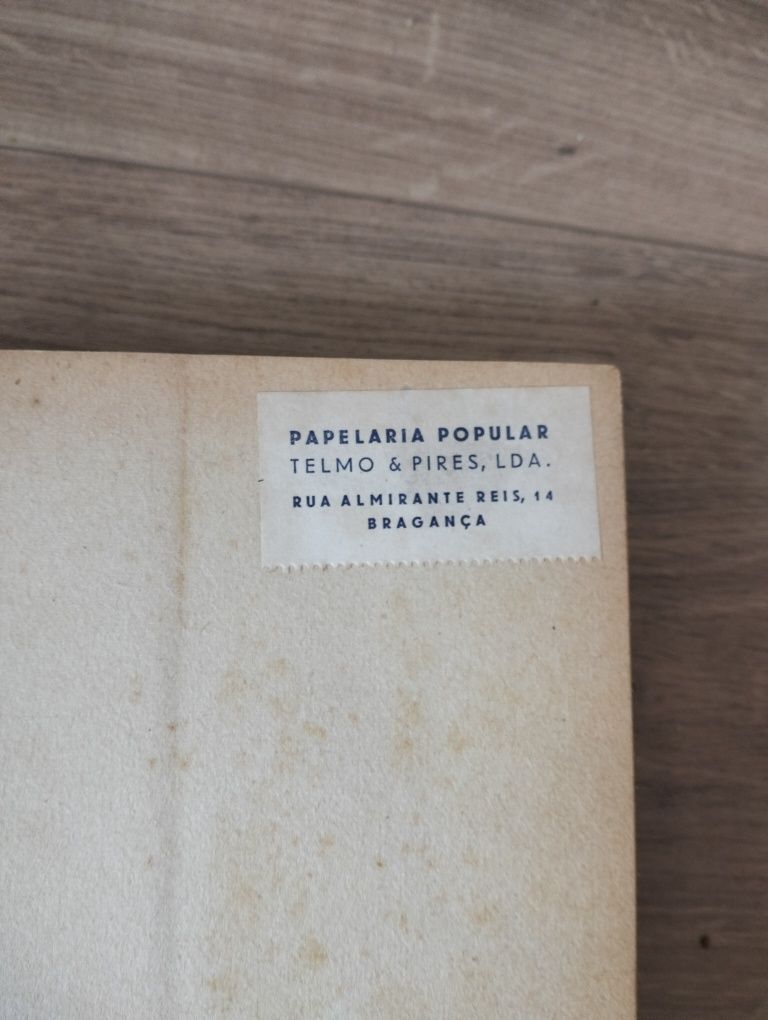 PAPELARIA POPULAR
TELMO & PIRES, LDA.
RUA ALMIRANTE REIS, 14
BRAGANÇA